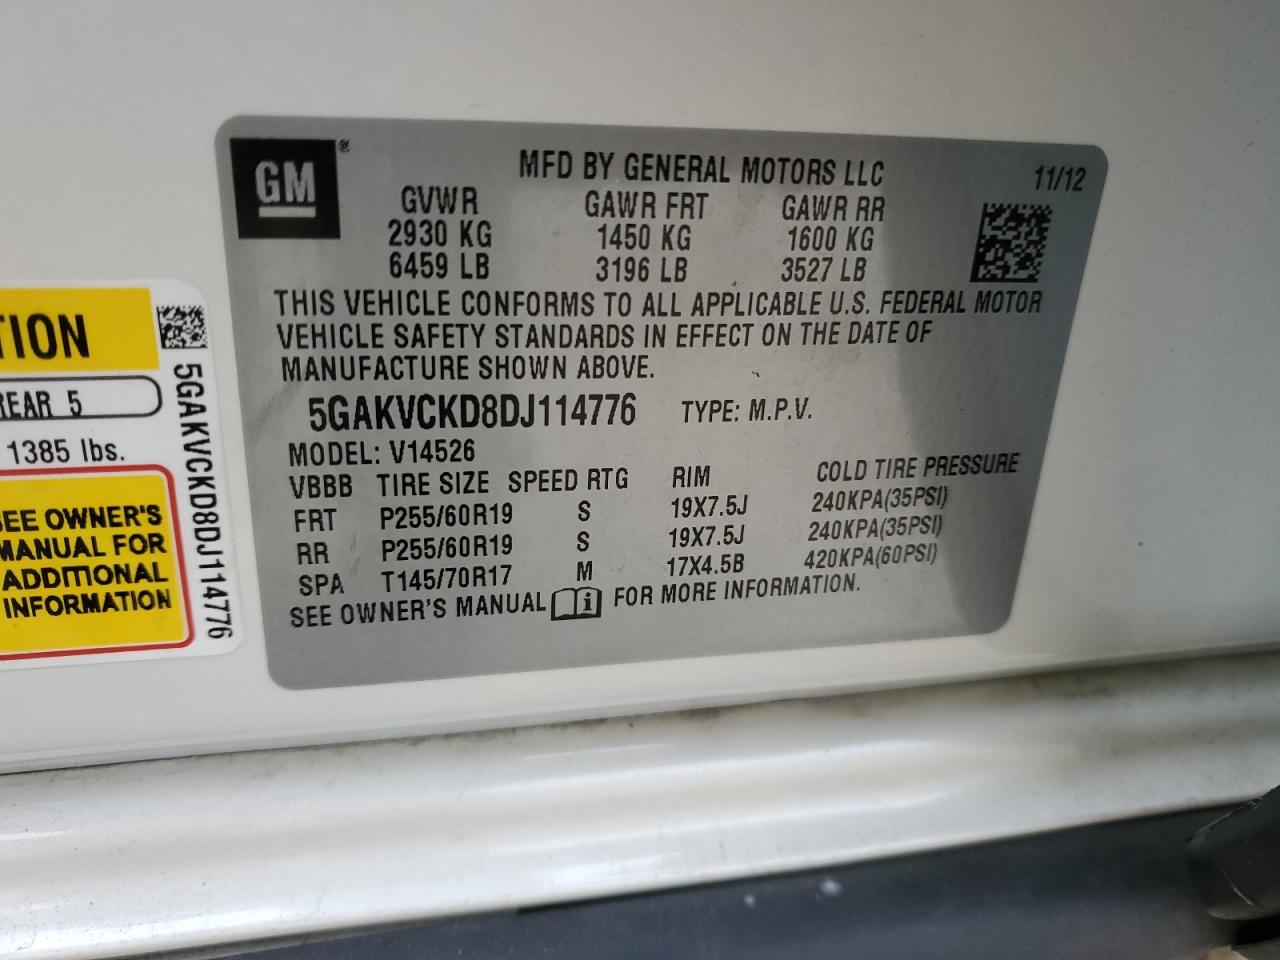 GM ®
MFD BY GENERAL MOTORS LLC 11/12
GVWR GAWR FRT GAWR RR
2930 KG 1450 KG 1600 KG
6459 LB 3196 LB 3527 LB
THIS VEHICLE CONFORMS TO ALL APPLICABLE U.S. FEDERAL MOTOR
VEHICLE SAFETY STANDARDS IN EFFECT ON THE DATE OF
MANUFACTURE SHOWN ABOVE.
5GAKVCKD8DJ114776 TYPE: M.P.V.
MODEL: V14526
VBBB TIRE SIZE SPEED RTG RIM COLD TIRE PRESSURE
FRT P255/60R19 S 19X7.5J 240KPA(35PSI)
RR P255/60R19 S 19X7.5J 240KPA(35PSI)
SPA T145/70R17 M 17X4.5B 420KPA(60PSI)
SEE OWNER'S MANUAL i FOR MORE INFORMATION.
TION
REAR 5
1385 lbs.
SEE OWNER'S
MANUAL FOR
ADDITIONAL
INFORMATION
5GAKVCKD8DJ114776